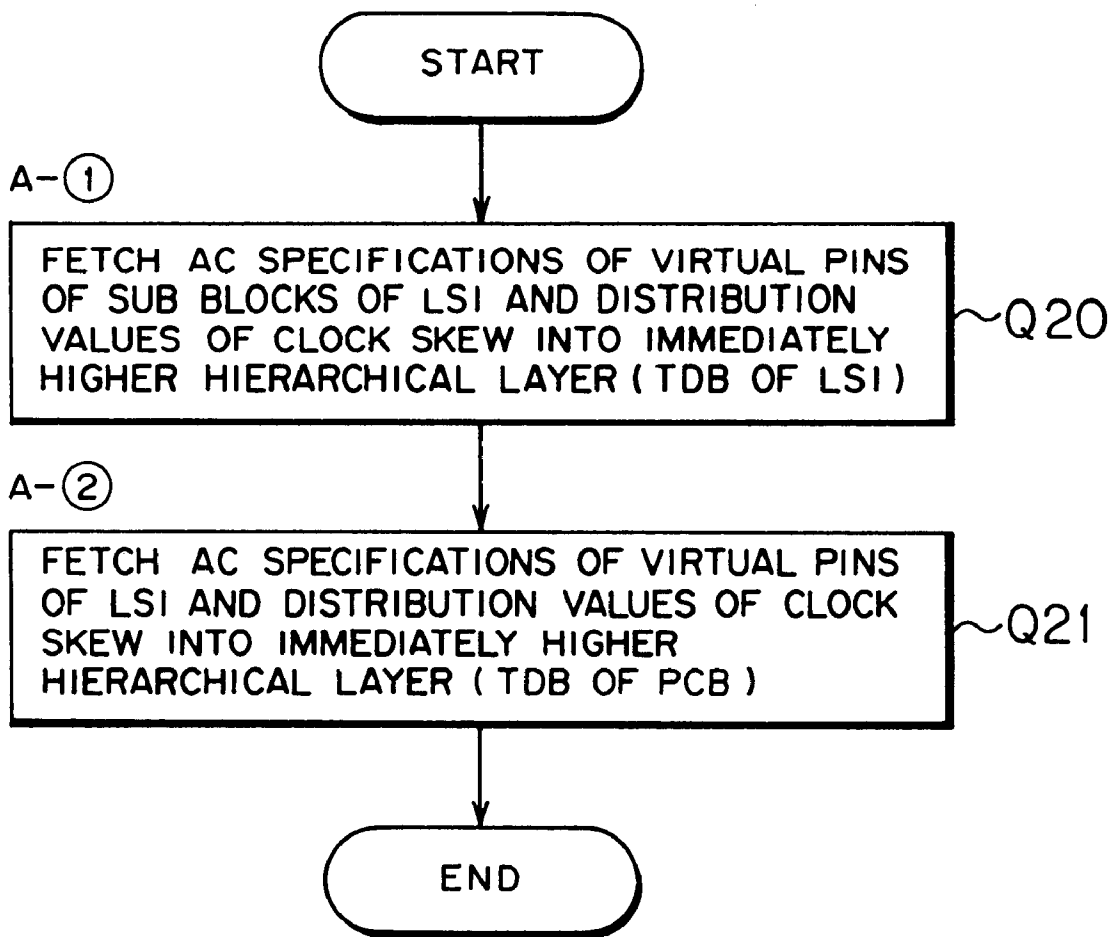 START
A-①
FETCH AC SPECIFICATIONS OF VIRTUAL PINS
OF SUB BLOCKS OF LSI AND DISTRIBUTION
VALUES OF CLOCK SKEW INTO IMMEDIATELY
HIGHER HIERARCHICAL LAYER (TDB OF LSI)
Q20
A-②
FETCH AC SPECIFICATIONS OF VIRTUAL PINS
OF LSI AND DISTRIBUTION VALUES OF CLOCK
SKEW INTO IMMEDIATELY HIGHER
HIERARCHICAL LAYER (TDB OF PCB)
Q21
END